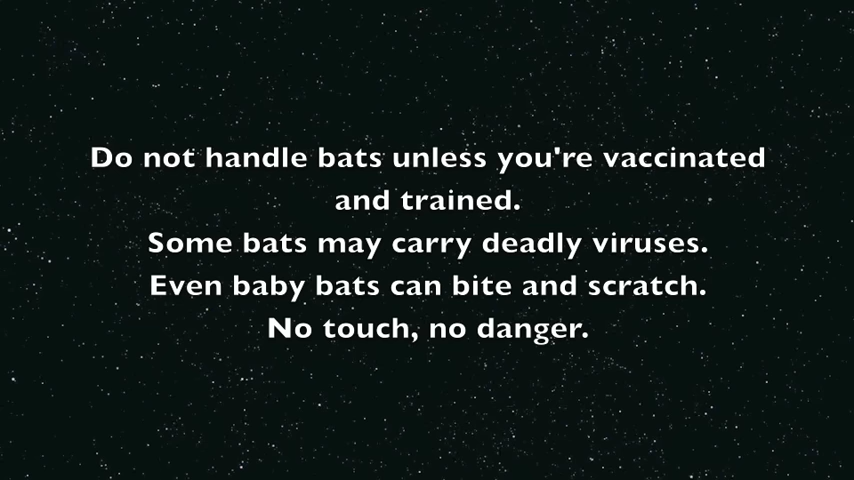 Do not handle bats unless you're vaccinated
and trained.
Some bats may carry deadly viruses.
Even baby bats can bite and scratch.
No touch, no danger.